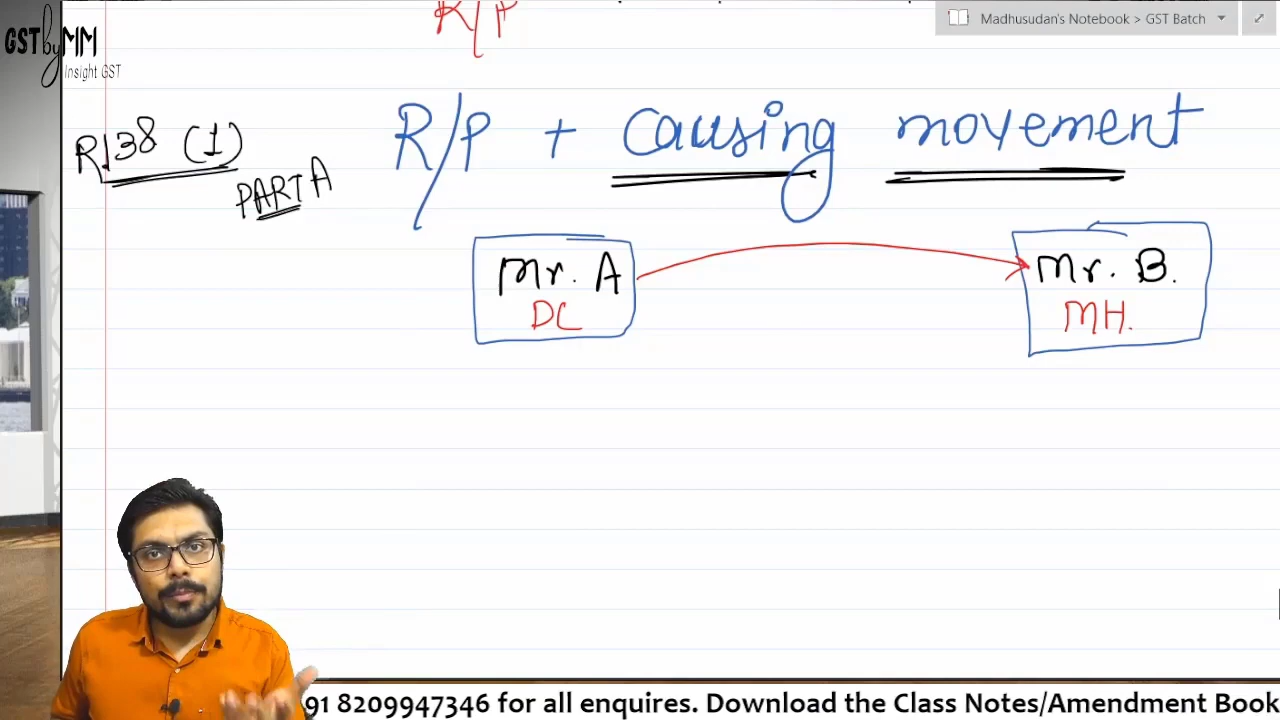 R/P
Madhusudan's Notebook > GST Batch
GST by MM
Insight GST
R138 (1)
PART A
R/P + Causing movement
Mr. A
DL
Mr. B.
MH.
91 8209947346 for all enquires. Download the Class Notes/Amendment Book